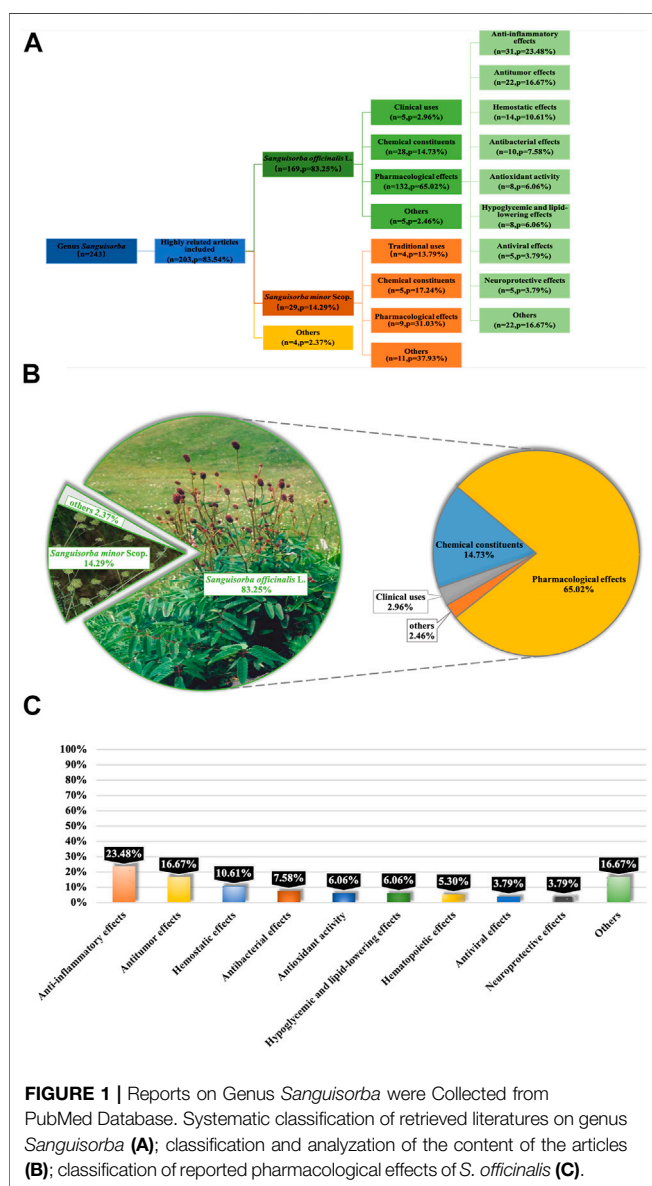 A
Genus Sanguisorba
(n=243)
Highly related articles
included
(n=203,p=83.54%)
Sanguisorba officinalis L.
(n=169,p=83.25%)
Sanguisorba minor Scop.
(n=29,p=14.29%)
Others
(n=4,p=2.37%)
Clinical uses
(n=5,p=2.96%)
Chemical constituents
(n=28,p=14.73%)
Pharmacological effects
(n=132,p=65.02%)
Others
(n=5,p=2.46%)
Traditional uses
(n=4,p=13.79%)
Chemical constituents
(n=5,p=17.24%)
Pharmacological effects
(n=9,p=31.03%)
Others
(n=11,p=37.93%)
Anti-inflammatory
effects
(n=31,p=23.48%)
Antitumor effects
(n=22,p=16.67%)
Hemostatic effects
(n=14,p=10.61%)
Antibacterial effects
(n=10,p=7.58%)
Antioxidant activity
(n=8,p=6.06%)
Hypoglycemic and lipid-
lowering effects
(n=8,p=6.06%)
Antiviral effects
(n=5,p=3.79%)
Neuroprotective effects
(n=5,p=3.79%)
Others
(n=22,p=16.67%)
B
others 2.37%
Sanguisorba minor Scop.
14.29%
Sanguisorba officinalis L.
83.25%
Chemical constituents
14.73%
Clinical uses
2.96%
others
2.46%
Pharmacological effects
65.02%
C
100%
90%
80%
70%
60%
50%
40%
30%
20%
10%
0%
23.48%
16.67%
10.61%
7.58%
6.06%
6.06%
5.30%
3.79%
3.79%
16.67%
Anti-inflammatory effects
Antitumor effects
Hemostatic effects
Antibacterial effects
Antioxidant activity
Hypoglycemic and lipid-lowering effects
Hematopoietic effects
Antiviral effects
Neuroprotective effects
Others
FIGURE 1 | Reports on Genus Sanguisorba were Collected from
PubMed Database. Systematic classification of retrieved literatures on genus
Sanguisorba (A); classification and analyzation of the content of the articles
(B); classification of reported pharmacological effects of S. officinalis (C).